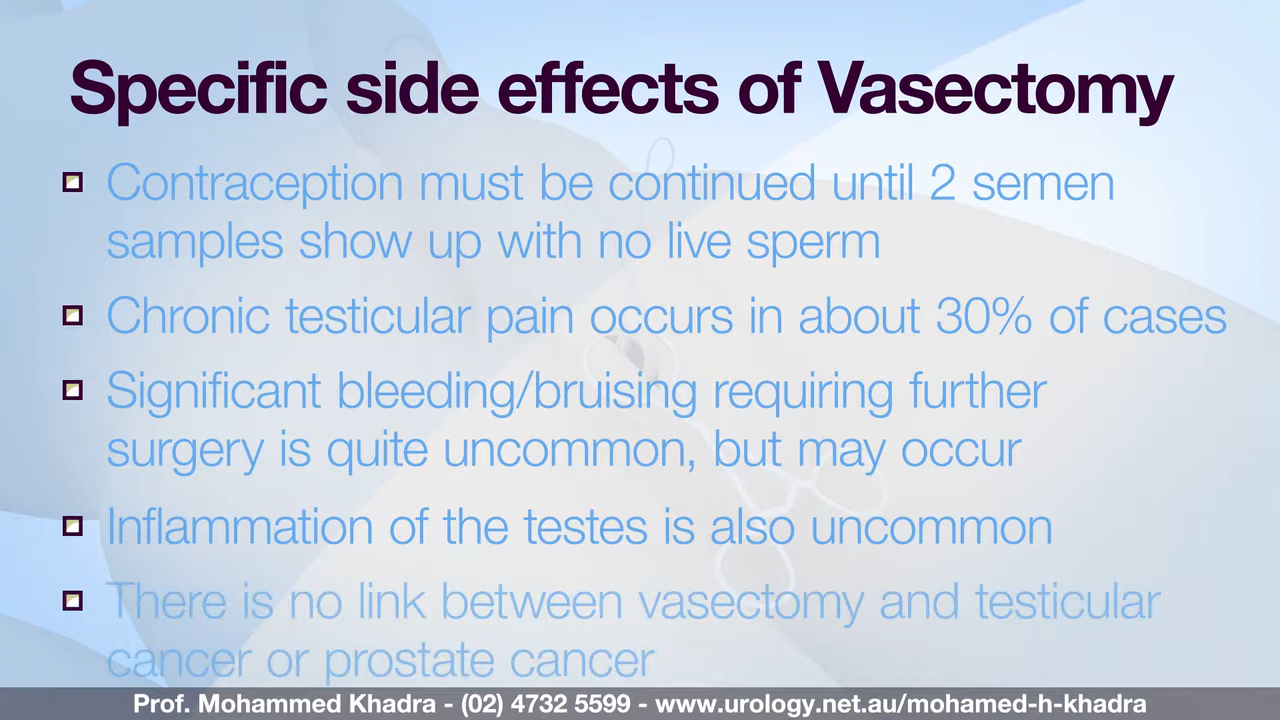 Specific side effects of Vasectomy
Contraception must be continued until 2 semen
samples show up with no live sperm
Chronic testicular pain occurs in about 30% of cases
Significant bleeding/bruising requiring further
surgery is quite uncommon, but may occur
Inflammation of the testes is also uncommon
There is no link between vasectomy and testicular
cancer or prostate cancer
Prof. Mohammed Khadra - (02) 4732 5599 - www.urology.net.au/mohamed-h-khadra